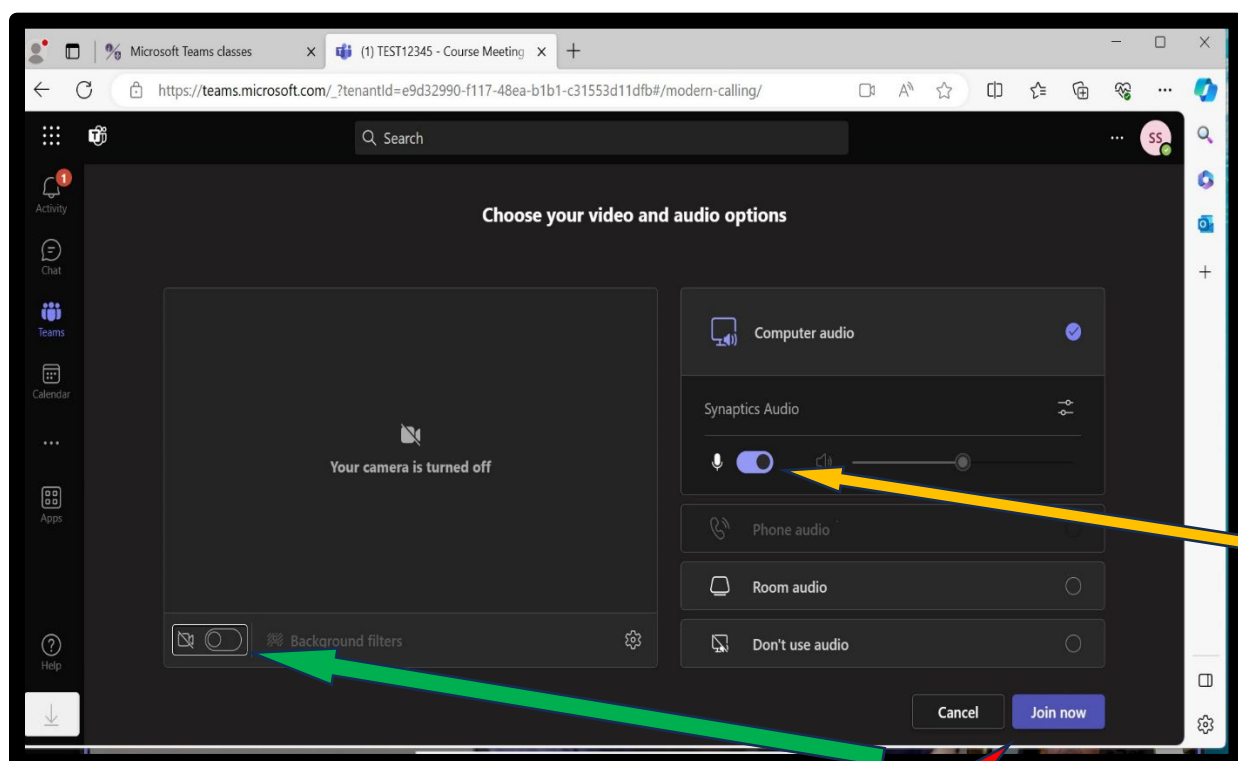 Microsoft Teams classes
(1) TEST12345 - Course Meeting
https://teams.microsoft.com/_?tenantId=e9d32990-f117-48ea-b1b1-c31553d11dfb#/modern-calling/
Search
SS
1
Activity
Chat
Teams
Calendar
Apps
Help
Choose your video and audio options
Your camera is turned off
Background filters
Computer audio
Synaptics Audio
Phone audio
Room audio
Don't use audio
Cancel
Join now